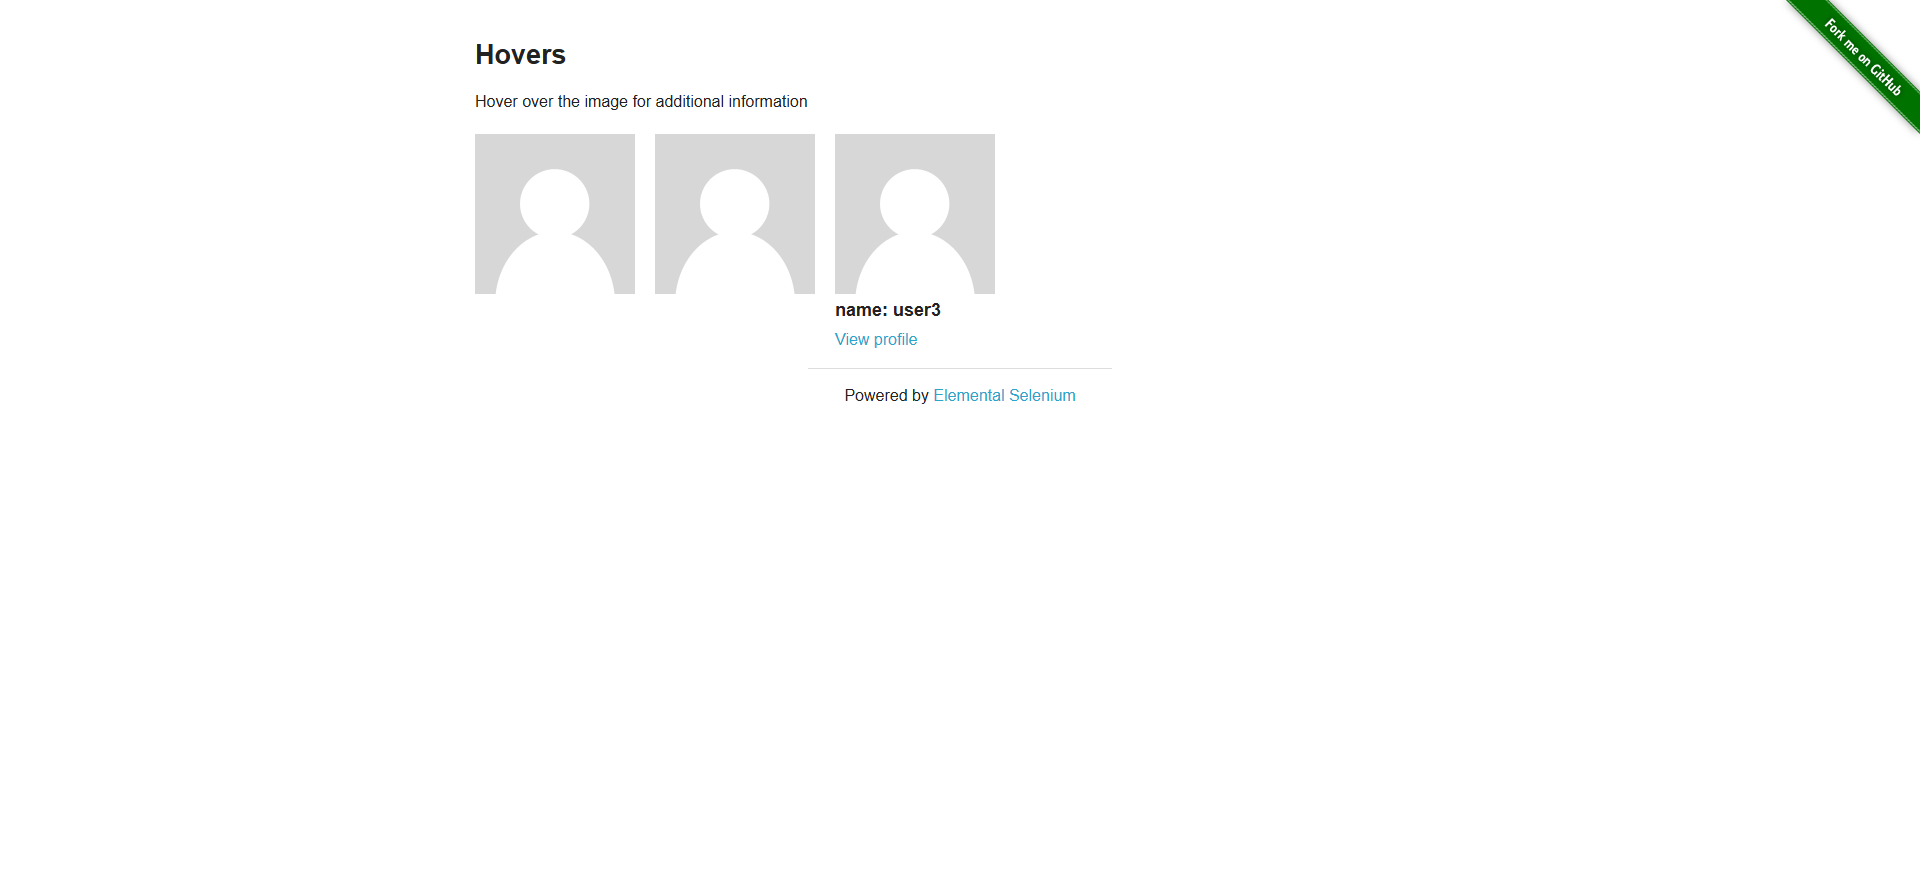 Hovers
Hover over the image for additional information
name: user3
View profile
Powered by Elemental Selenium
Fork me on GitHub